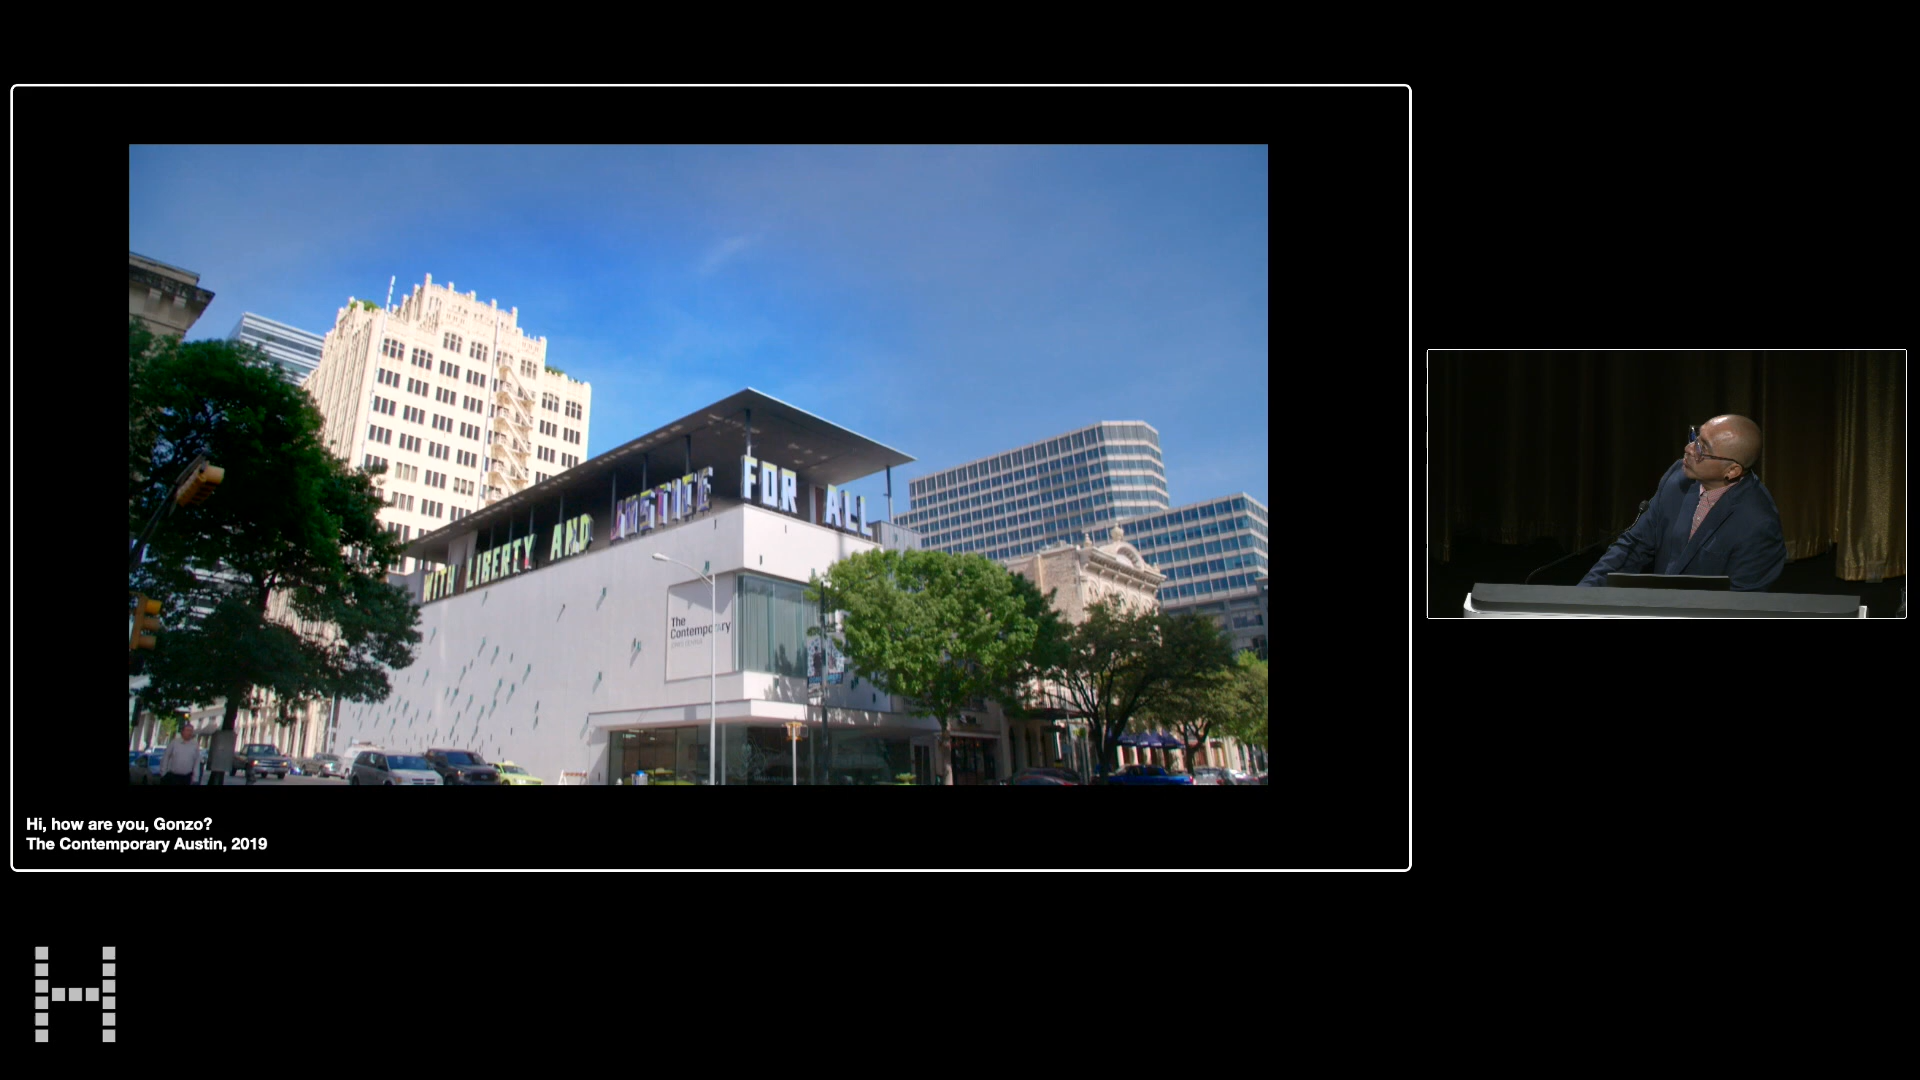 WITH LIBERTY AND JUSTICE FOR ALL
The
Contemporary
Hi, how are you, Gonzo?
The Contemporary Austin, 2019
H